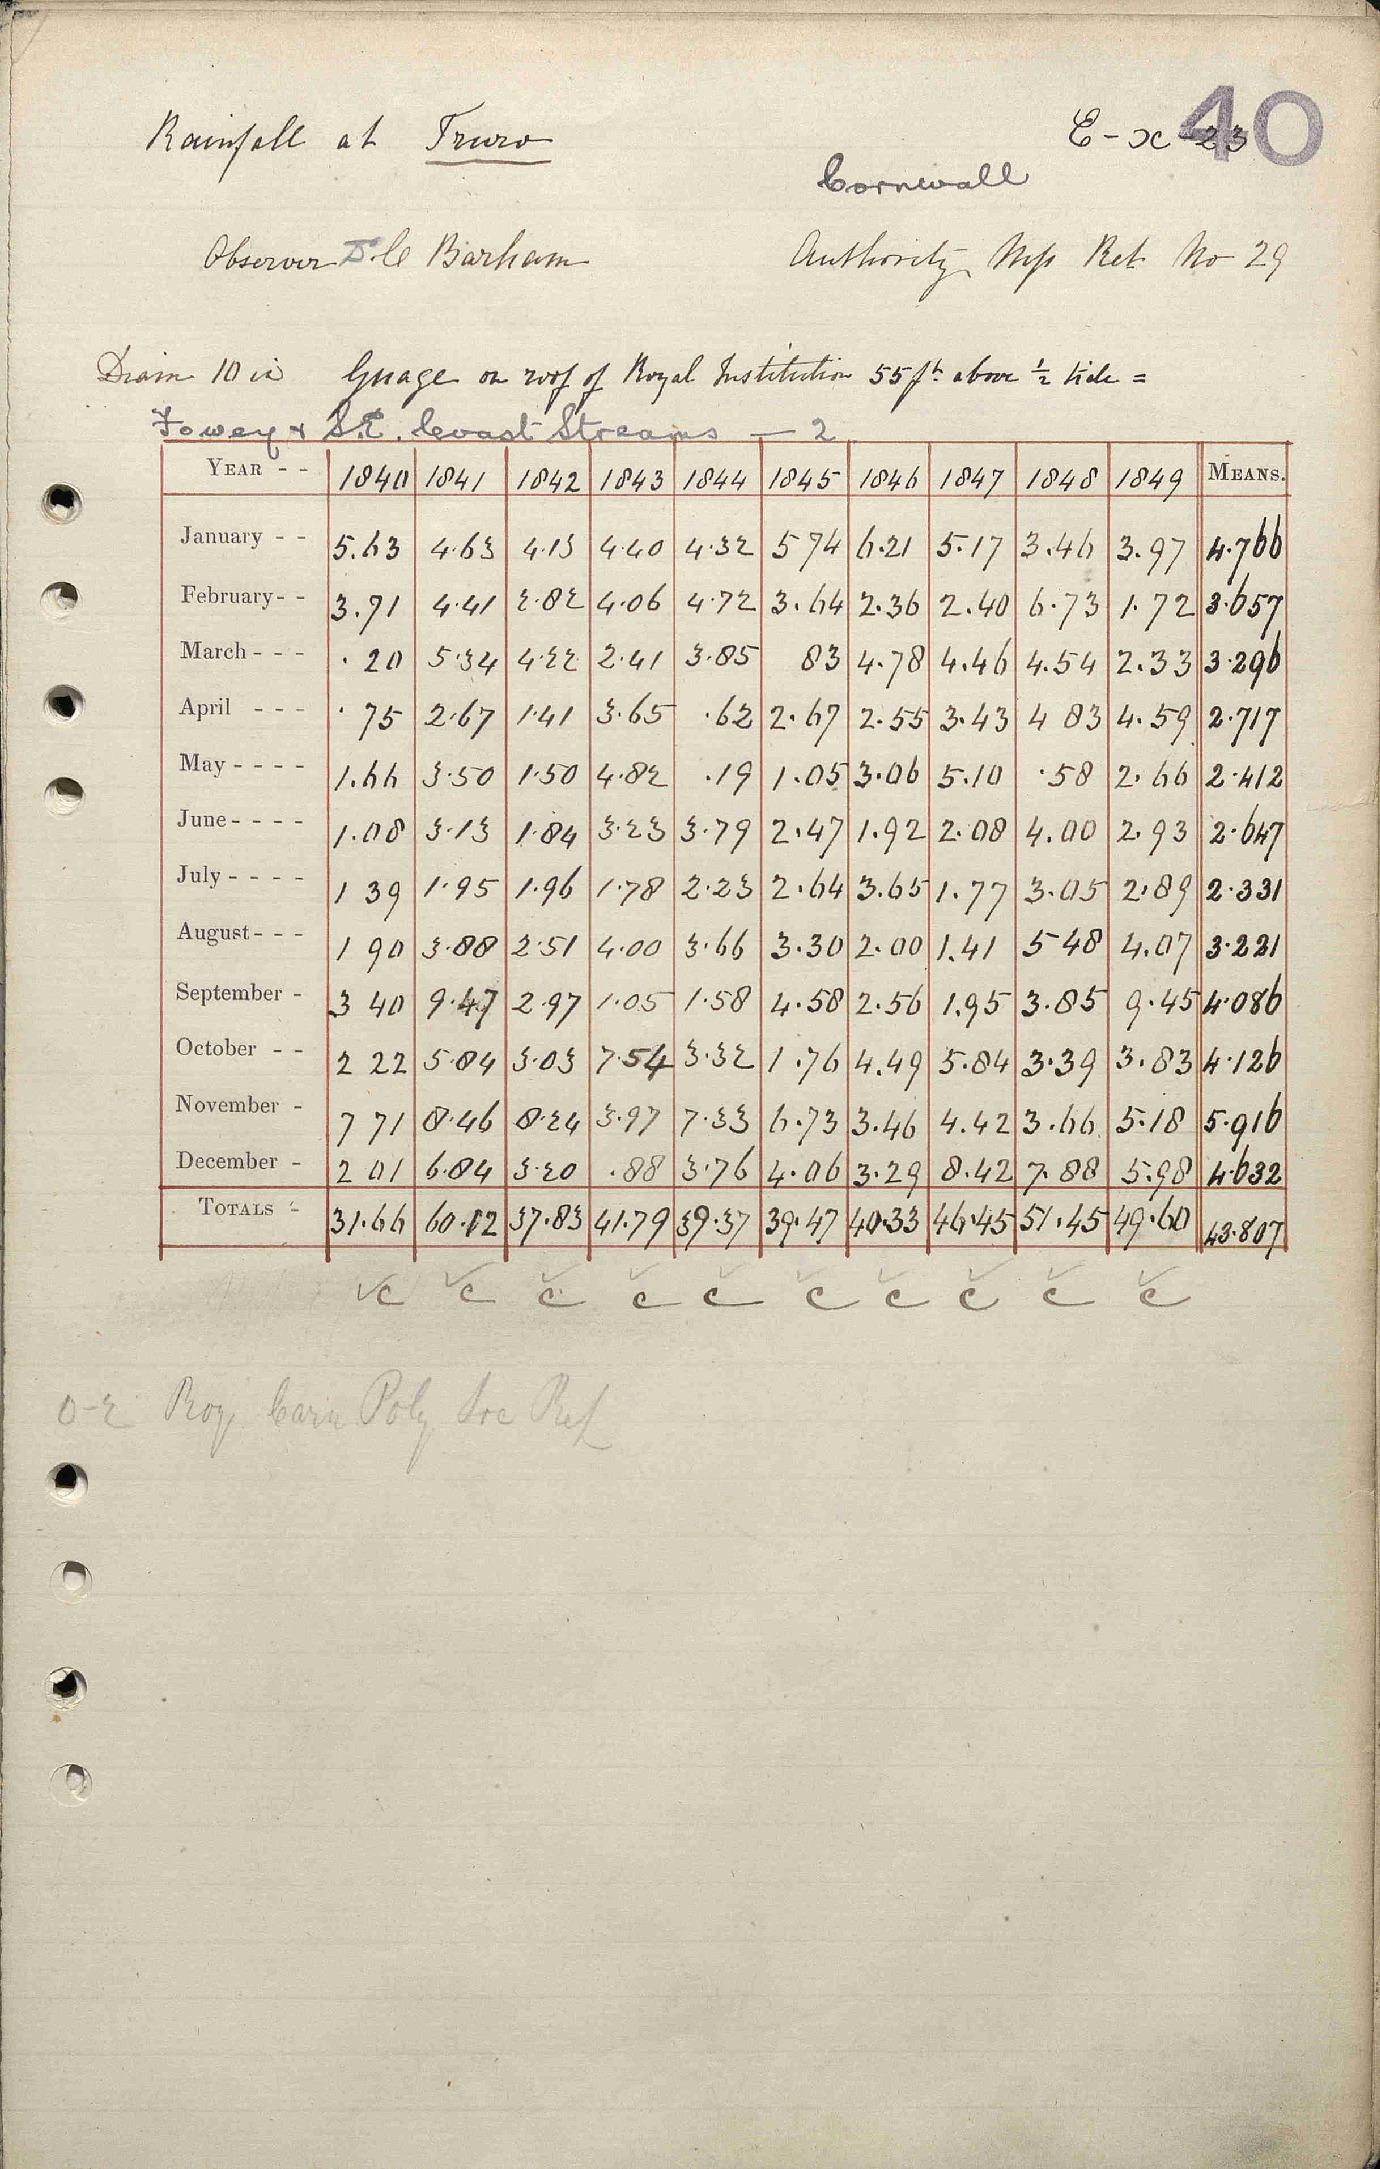 40
Rainfall at Truro E-x-23
Cornwall
Observer Dr C Barham Authority Mss Ret No 29
Diam 10 in Guage on roof of Royal Institution 55 ft above ½ tide =
Fowey & S.E. Coast Streams — 2
YEAR - - 1840 1841 1842 1843 1844 1845 1846 1847 1848 1849 MEANS.
January - - 5.63 4.63 4.13 4.40 4.32 5 74 6.21 5.17 3.46 3.97 4.766
February - - 3.71 4.41 2.82 4.06 4.72 3.64 2.36 2.40 6.73 1.72 3.657
March - - - .20 5.34 4.22 2.41 3.85 83 4.78 4.46 4.54 2.33 3.296
April - - - .75 2.67 1.41 3.65 .62 2.67 2.55 3.43 4 83 4.59 2.717
May - - - - 1.66 3.50 1.50 4.82 .19 1.05 3.06 5.10 .58 2.66 2.412
June - - - - 1.08 3.13 1.84 3.23 3.79 2.47 1.92 2.08 4.00 2.93 2.647
July - - - - 1 39 1.95 1.96 1.78 2.23 2.64 3.65 1.77 3.05 2.89 2.331
August - - - 1 90 3.88 2.51 4.00 3.66 3.30 2.00 1.41 5 48 4.07 3.221
September - 3 40 9.47 2.97 1.05 1.58 4.58 2.56 1.95 3.85 9.45 4.086
October - - 2 22 5.84 3.03 7.54 3.32 1.76 4.49 5.84 3.39 3.83 4.126
November - 7 71 8.46 8.24 3.97 7.33 6.73 3.46 4.42 3.66 5.18 5.916
December - 2 01 6.84 3.20 .88 3.76 4.06 3.29 8.42 7.88 5.98 4.632
TOTALS - 31.66 60.12 37.83 41.79 39.37 39.47 40.33 46.45 51.45 49.60 43.807
✓c ✓c ✓c ✓c ✓c ✓c ✓c ✓c ✓c ✓c
0-2 Roy Corn Poly Soc Ref